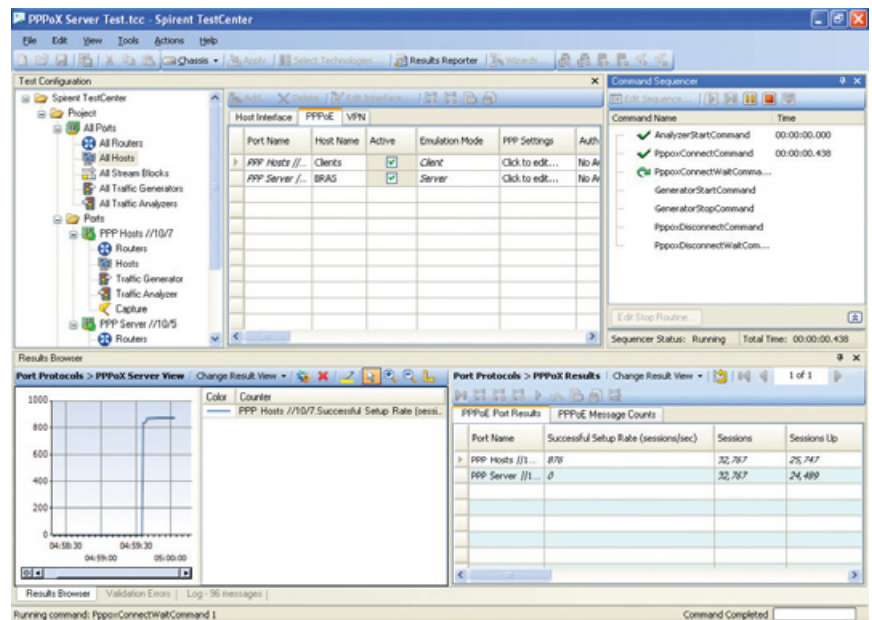 PPPoX Server Test.tcc - Spirent TestCenter
File Edit View Tools Actions Help
Chassis Apply Select Technologies... Results Reporter Wizards...
Test Configuration
Spirent TestCenter
Project
All Ports
All Routers
All Hosts
All Stream Blocks
All Traffic Generators
All Traffic Analyzers
Ports
PPP Hosts //10/7
Routers
Hosts
Traffic Generator
Traffic Analyzer
Capture
PPP Server //10/5
Routers
Add... Delete Edit Interface...
Host Interface PPPoE VPN
Port Name Host Name Active Emulation Mode PPP Settings Auth
PPP Hosts //... Clients Client Click to edit... No A
PPP Server /... BRAS Server Click to edit... No A
Command Sequencer
Edit Sequence...
Command Name Time
AnalyzerStartCommand 00:00:00.000
PppoxConnectCommand 00:00:00.438
PppoxConnectWaitComma...
GeneratorStartCommand
GeneratorStopCommand
PppoxDisconnectCommand
PppoxDisconnectWaitCom...
Edit Stop Routine...
Sequencer Status: Running Total Time: 00:00:00.438
Results Browser
Port Protocols > PPPoX Server View Change Result View
1000
800
600
400
200
0
04:58:30 04:59:30
04:59:00 05:00:00
Color Counter
PPP Hosts //10/7.Successful Setup Rate (sessi...
Port Protocols > PPPoX Results Change Result View 1 of 1
PPPoE Port Results PPPoE Message Counts
Port Name Successful Setup Rate (sessions/sec) Sessions Sessions Up
PPP Hosts //1... 876 32,767 25,747
PPP Server //1... 0 32,767 24,489
Results Browser Validation Errors Log - 96 messages
Running command: PppoxConnectWaitCommand 1 Command Completed